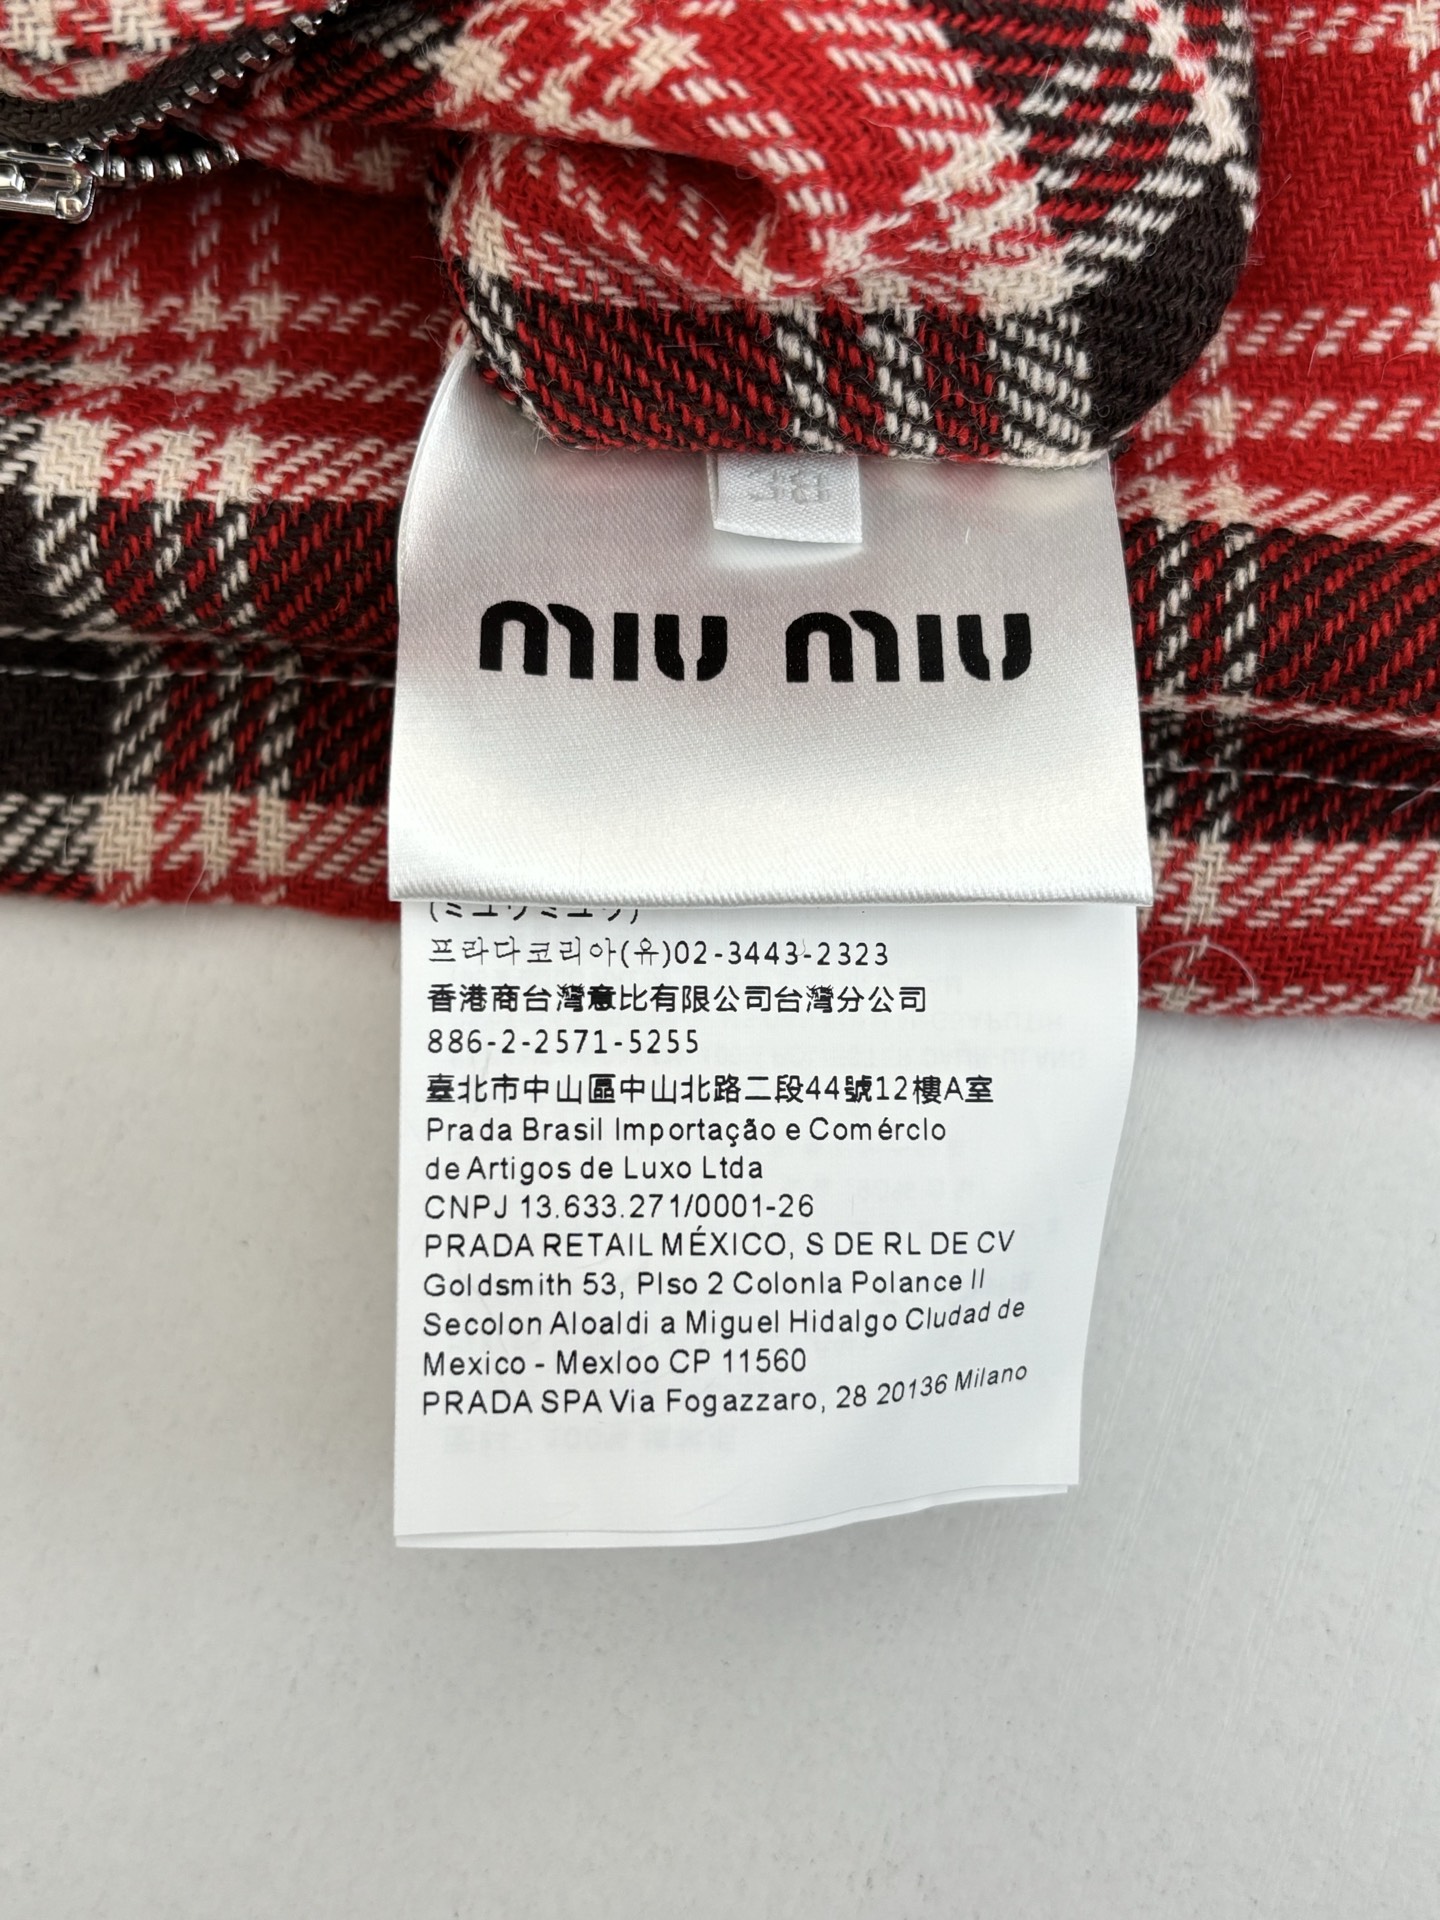 38
MIU MIU
(ミュウミュウ)
프라다코리아(유)02-3443-2323
香港商台灣意比有限公司台灣分公司
886-2-2571-5255
臺北市中山區中山北路二段44號12樓A室
Prada Brasil Importação e Comérclo
de Artigos de Luxo Ltda
CNPJ 13.633.271/0001-26
PRADA RETAIL MÉXICO, S DE RL DE CV
Goldsmith 53, Plso 2 Colonla Polance II
Secolon Aloaldi a Miguel Hidalgo Cludad de
Mexico - Mexloo CP 11560
PRADA SPA Via Fogazzaro, 28 20136 Milano